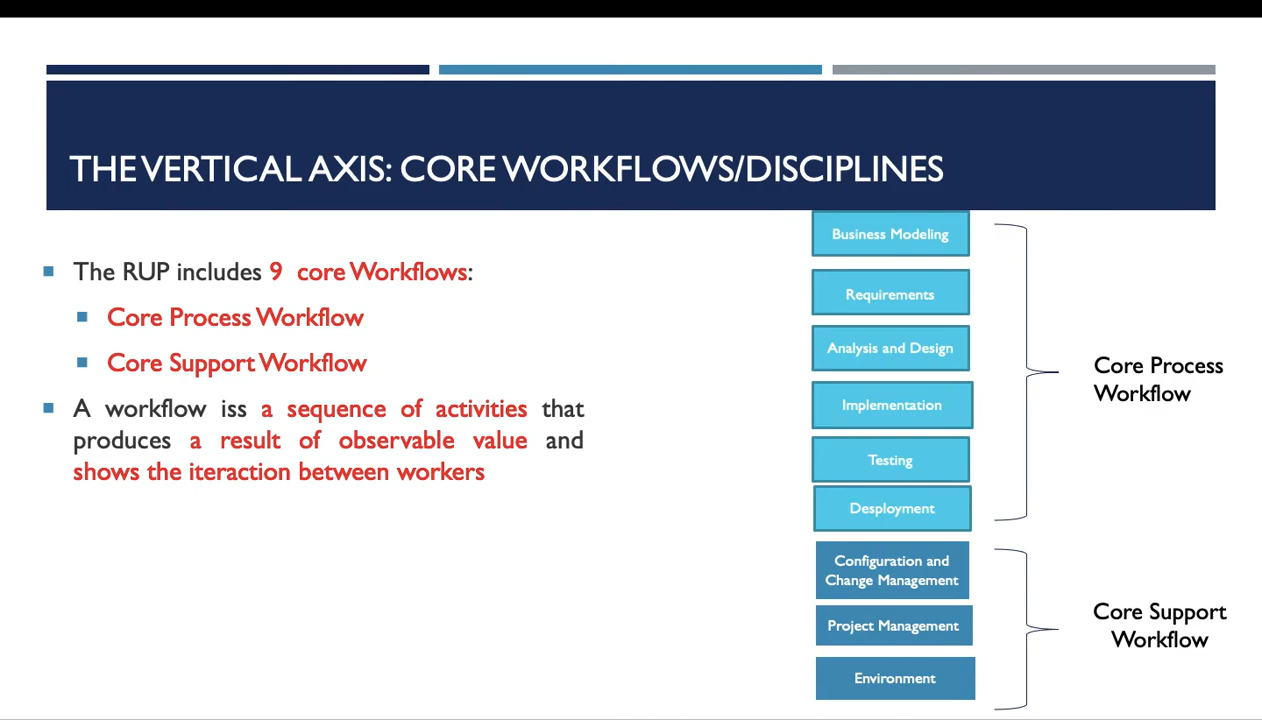 THE VERTICAL AXIS: CORE WORKFLOWS/DISCIPLINES
The RUP includes 9 core Workflows:
Core Process Workflow
Core Support Workflow
A workflow iss a sequence of activities that
produces a result of observable value and
shows the iteraction between workers
Business Modeling
Requirements
Analysis and Design
Implementation
Testing
Desployment
Core Process
Workflow
Configuration and
Change Management
Project Management
Environment
Core Support
Workflow